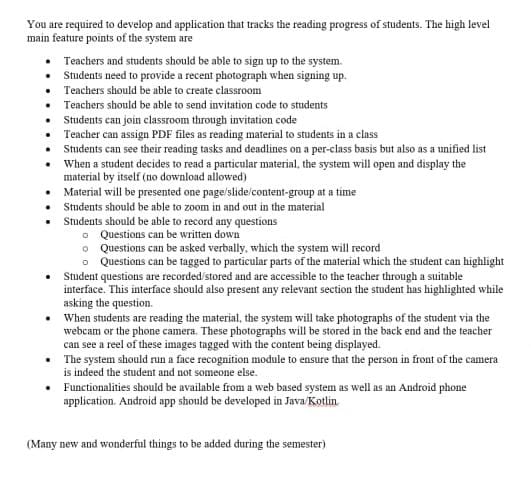 You are required to develop and application that tracks the reading progress of students. The high level
main feature points of the system are
• Teachers and students should be able to sign up to the system.
• Students need to provide a recent photograph when signing up.
• Teachers should be able to create classroom
• Teachers should be able to send invitation code to students
• Students can join classroom through invitation code
• Teacher can assign PDF files as reading material to students in a class
• Students can see their reading tasks and deadlines on a per-class basis but also as a unified list
• When a student decides to read a particular material, the system will open and display the
material by itself (no download allowed)
• Material will be presented one page/slide/content-group at a time
• Students should be able to zoom in and out in the material
• Students should be able to record any questions
o Questions can be written down
o Questions can be asked verbally, which the system will record
o Questions can be tagged to particular parts of the material which the student can highlight
• Student questions are recorded/stored and are accessible to the teacher through a suitable
interface. This interface should also present any relevant section the student has highlighted while
asking the question.
• When students are reading the material, the system will take photographs of the student via the
webcam or the phone camera. These photographs will be stored in the back end and the teacher
can see a reel of these images tagged with the content being displayed.
• The system should run a face recognition module to ensure that the person in front of the camera
is indeed the student and not someone else.
• Functionalities should be available from a web based system as well as an Android phone
application. Android app should be developed in Java/Kotlin.
(Many new and wonderful things to be added during the semester)